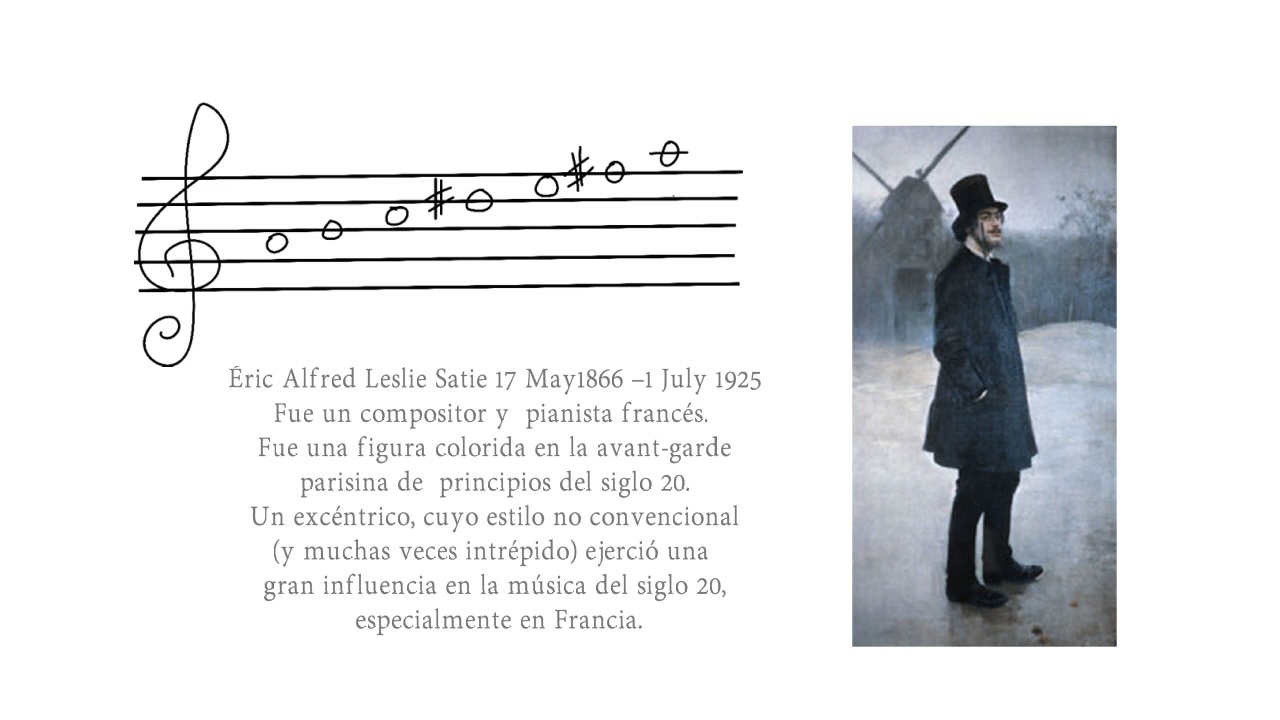 Éric Alfred Leslie Satie 17 May1866 –1 July 1925
Fue un compositor y  pianista francés.
Fue una figura colorida en la avant-garde
parisina de  principios del siglo 20.
Un excéntrico, cuyo estilo no convencional
(y muchas veces intrépido) ejerció una
gran influencia en la música del siglo 20,
especialmente en Francia.